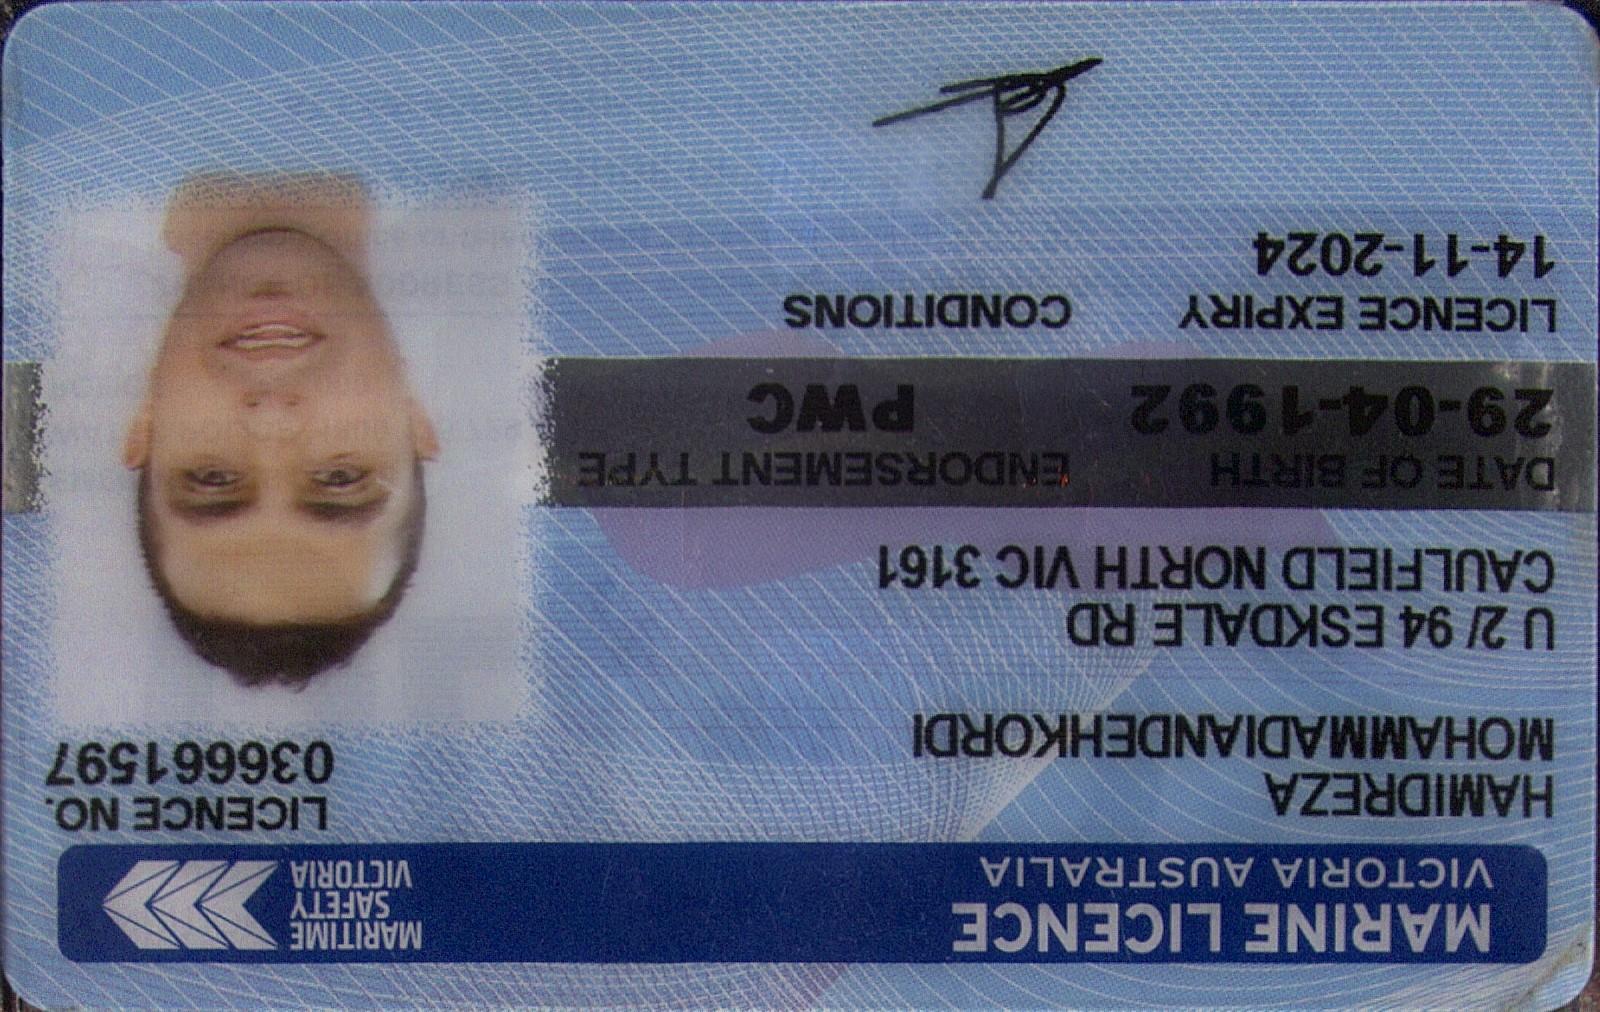 MARINE LICENCE
VICTORIA AUSTRALIA
MARITIME
SAFETY
VICTORIA
HAMIDREZA
MOHAMMADIANDEHKORDI
LICENCE NO.
036661597
U 2/ 94 ESKDALE RD
CAULFIELD NORTH VIC 3161
DATE OF BIRTH
29-04-1992
ENDORSEMENT TYPE
PWC
LICENCE EXPIRY
14-11-2024
CONDITIONS